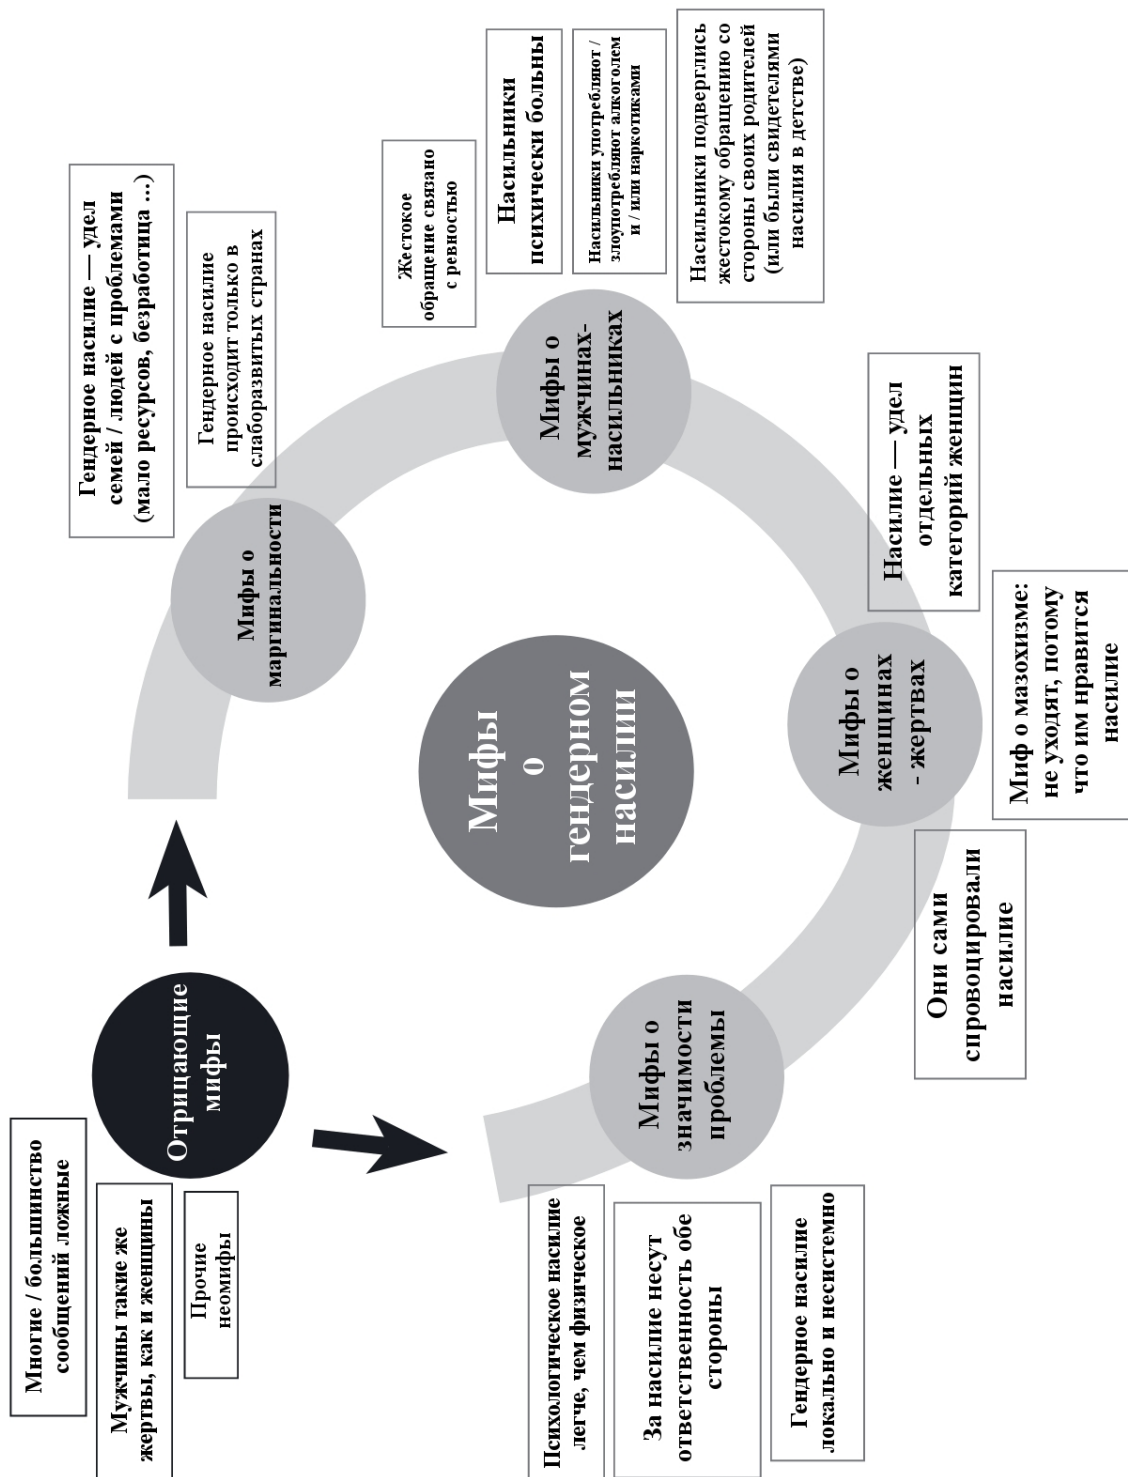 Многие / большинство
сообщений ложные
Мужчины такие же
жертвы, как и женщины
Прочие
неомифы
Отрицающие
мифы
Гендерное насилие — удел
семей / людей с проблемами
(мало ресурсов, безработица ...)
Гендерное насилие
происходит только в
слаборазвитых странах
Мифы о
маргинальности
Жестокое
обращение связано
с ревностью
Насильники
психически больны
Насильники употребляют /
злоупотребляют алкоголем
и / или наркотиками
Насильники подверглись
жестокому обращению со
стороны своих родителей
(или были свидетелями
насилия в детстве)
Мифы о
мужчинах-
насильниках
Мифы
о
гендерном
насилии
Насилие — удел
отдельных
категорий женщин
Мифы о
женщинах
- жертвах
Миф о мазохизме:
не уходят, потому
что им нравится
насилие
Они сами
спровоцировали
насилие
Мифы о
значимости
проблемы
Психологическое насилие
легче, чем физическое
За насилие несут
ответственность обе
стороны
Гендерное насилие
локально и несистемно